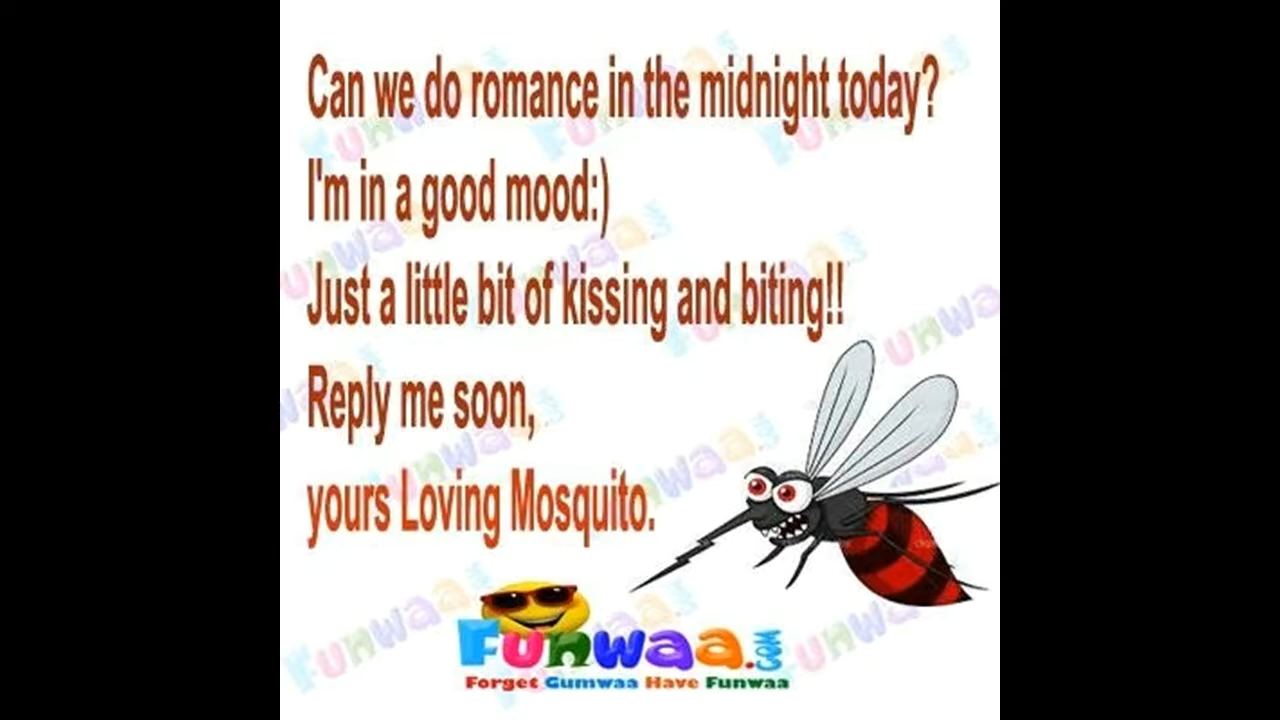 Can we do romance in the midnight today?
I'm in a good mood:)
Just a little bit of kissing and biting!!
Reply me soon,
yours Loving Mosquito.
Funwaa.com
Forget Gumwaa Have Funwaa